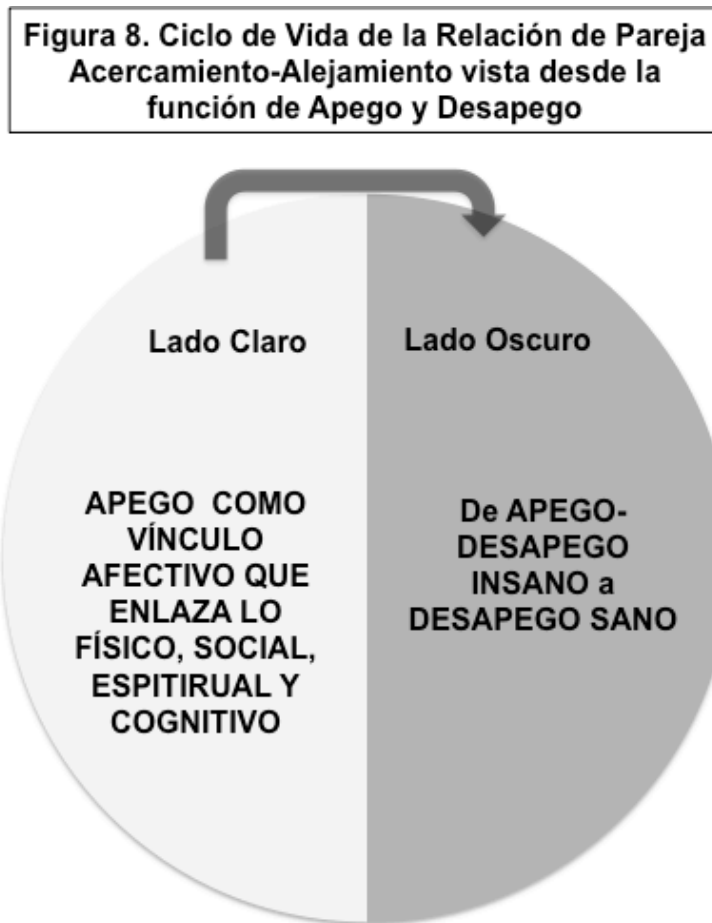 Figura 8. Ciclo de Vida de la Relación de Pareja
Acercamiento-Alejamiento vista desde la
función de Apego y Desapego
Lado Claro
Lado Oscuro
APEGO COMO
VÍNCULO
AFECTIVO QUE
ENLAZA LO
FÍSICO, SOCIAL,
ESPITIRUAL Y
COGNITIVO
De APEGO-
DESAPEGO
INSANO a
DESAPEGO SANO